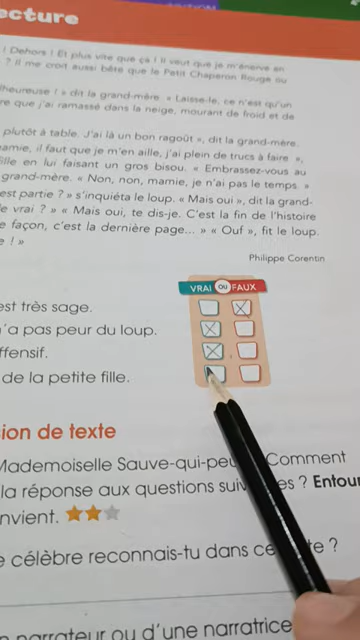 ecture
! Dehors ! Et plus vite que ça ! Il veut que je m'énerve en
? Il me croit aussi bête que le Petit Chaperon Rouge ou
lheureuse ! » dit la grand-mère. « Laisse-le, ce n'est qu'un
re que j'ai ramassé dans la neige, mourant de froid et de
plutôt à table. J'ai là un bon ragoût », dit la grand-mère.
amie, il faut que je m'en aille, j'ai plein de trucs à faire »,
ille en lui faisant un gros bisou. « Embrassez-vous au
grand-mère. « Non, non, mamie, je n'ai pas le temps. »
est partie ? » s'inquiéta le loup. « Mais oui », dit la grand-
e vrai ? » « Mais oui, te dis-je. C'est la fin de l'histoire
e façon, c'est la dernière page... » « Ouf », fit le loup.
e ! »
Philippe Corentin
VRAI OU FAUX
est très sage.
'a pas peur du loup.
ffensif.
de la petite fille.
ion de texte
Mademoiselle Sauve-qui-peu Comment
la réponse aux questions suiv es ? Entour
nvient.
e célèbre reconnais-tu dans ce te ?
narrateur ou d'une narratrice